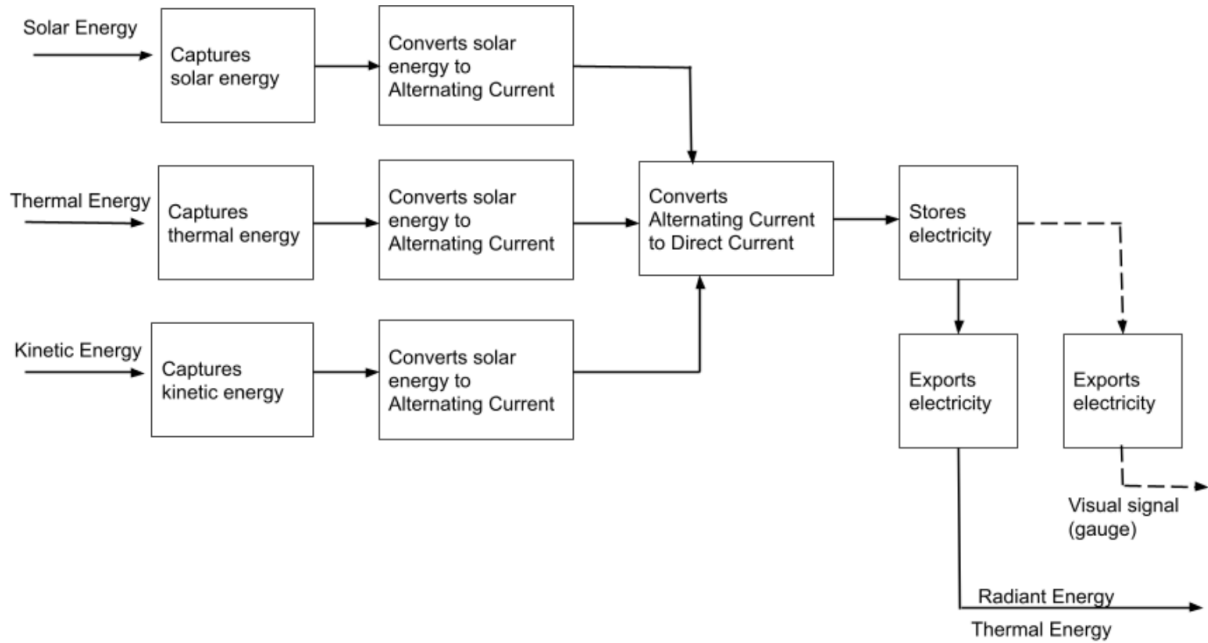 Solar Energy
Captures
solar energy
Converts solar
energy to
Alternating Current
Thermal Energy
Captures
thermal energy
Converts solar
energy to
Alternating Current
Converts
Alternating Current
to Direct Current
Stores
electricity
Kinetic Energy
Captures
kinetic energy
Converts solar
energy to
Alternating Current
Exports
electricity
Exports
electricity
Visual signal
(gauge)
Radiant Energy
Thermal Energy